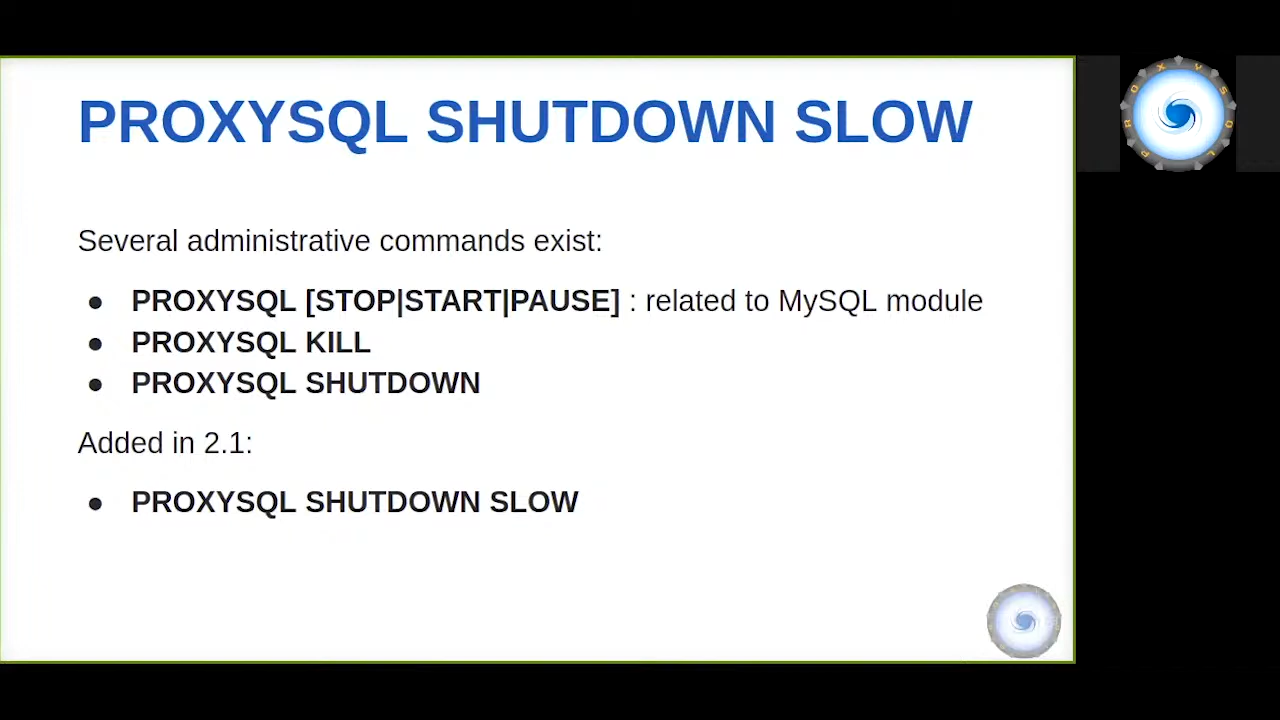 PROXYSQL SHUTDOWN SLOW
Several administrative commands exist:
● PROXYSQL [STOP|START|PAUSE] : related to MySQL module
● PROXYSQL KILL
● PROXYSQL SHUTDOWN
Added in 2.1:
● PROXYSQL SHUTDOWN SLOW
PROXYSQL